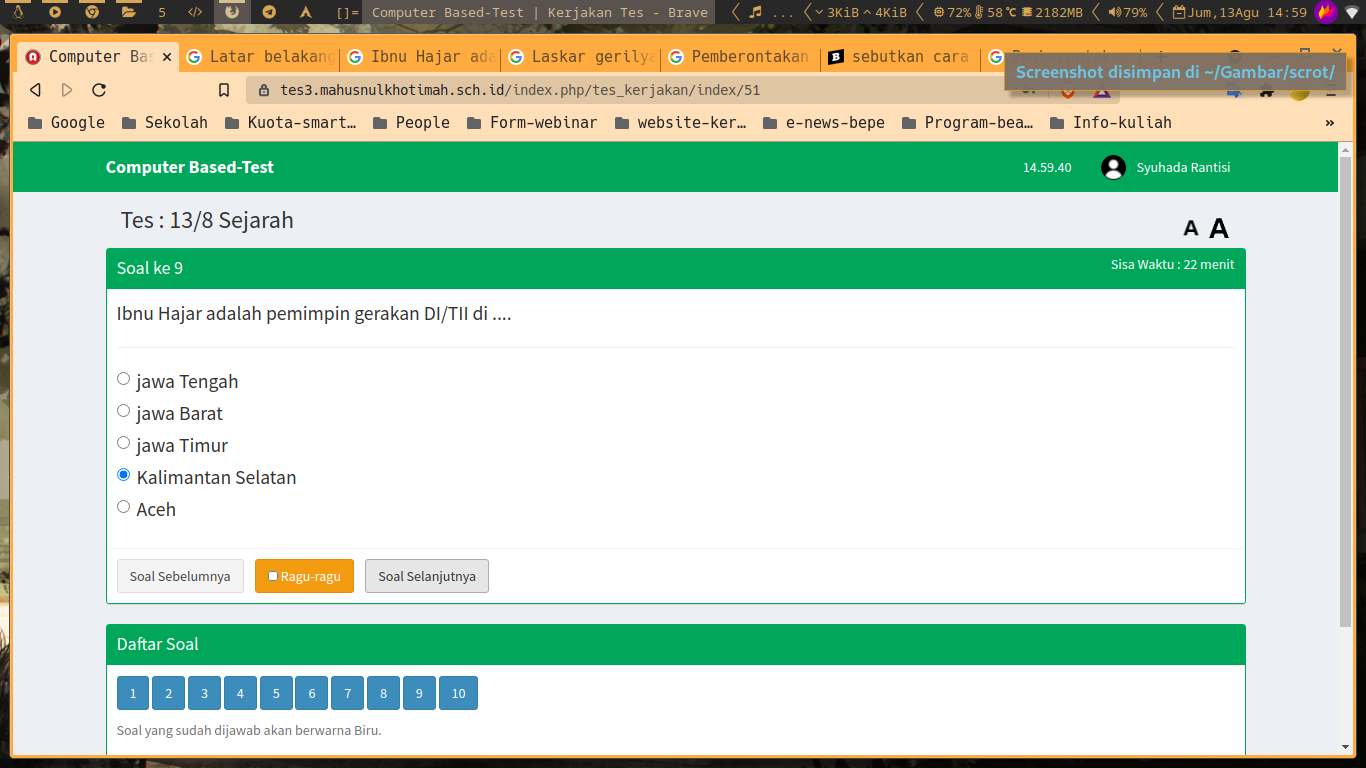 5 </> []= Computer Based-Test | Kerjakan Tes - Brave ... 3KiB 4KiB 72% 58 °C 2182MB 79% Jum,13Agu 14:59
Computer Bas Latar belakang Ibnu Hajar ada Laskar gerilya Pemberontakan sebutkan cara
Screenshot disimpan di ~/Gambar/scrot/
tes3.mahusnulkhotimah.sch.id/index.php/tes_kerjakan/index/51
Google Sekolah Kuota-smart... People Form-webinar website-ker... e-news-bepe Program-bea... Info-kuliah »
Computer Based-Test 14.59.40 Syuhada Rantisi
Tes : 13/8 Sejarah
A A
Soal ke 9 Sisa Waktu : 22 menit
Ibnu Hajar adalah pemimpin gerakan DI/TII di ....
jawa Tengah
jawa Barat
jawa Timur
Kalimantan Selatan
Aceh
Soal Sebelumnya Ragu-ragu Soal Selanjutnya
Daftar Soal
1 2 3 4 5 6 7 8 9 10
Soal yang sudah dijawab akan berwarna Biru.